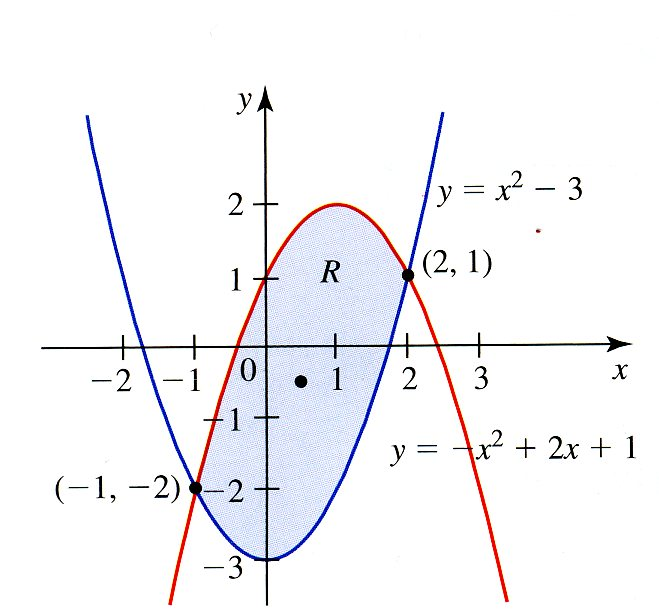 y
y = x² − 3
2
(2, 1)
1
R
−2 −1 0 1 2 3 x
−1
y = −x² + 2x + 1
(−1, −2) −2
−3